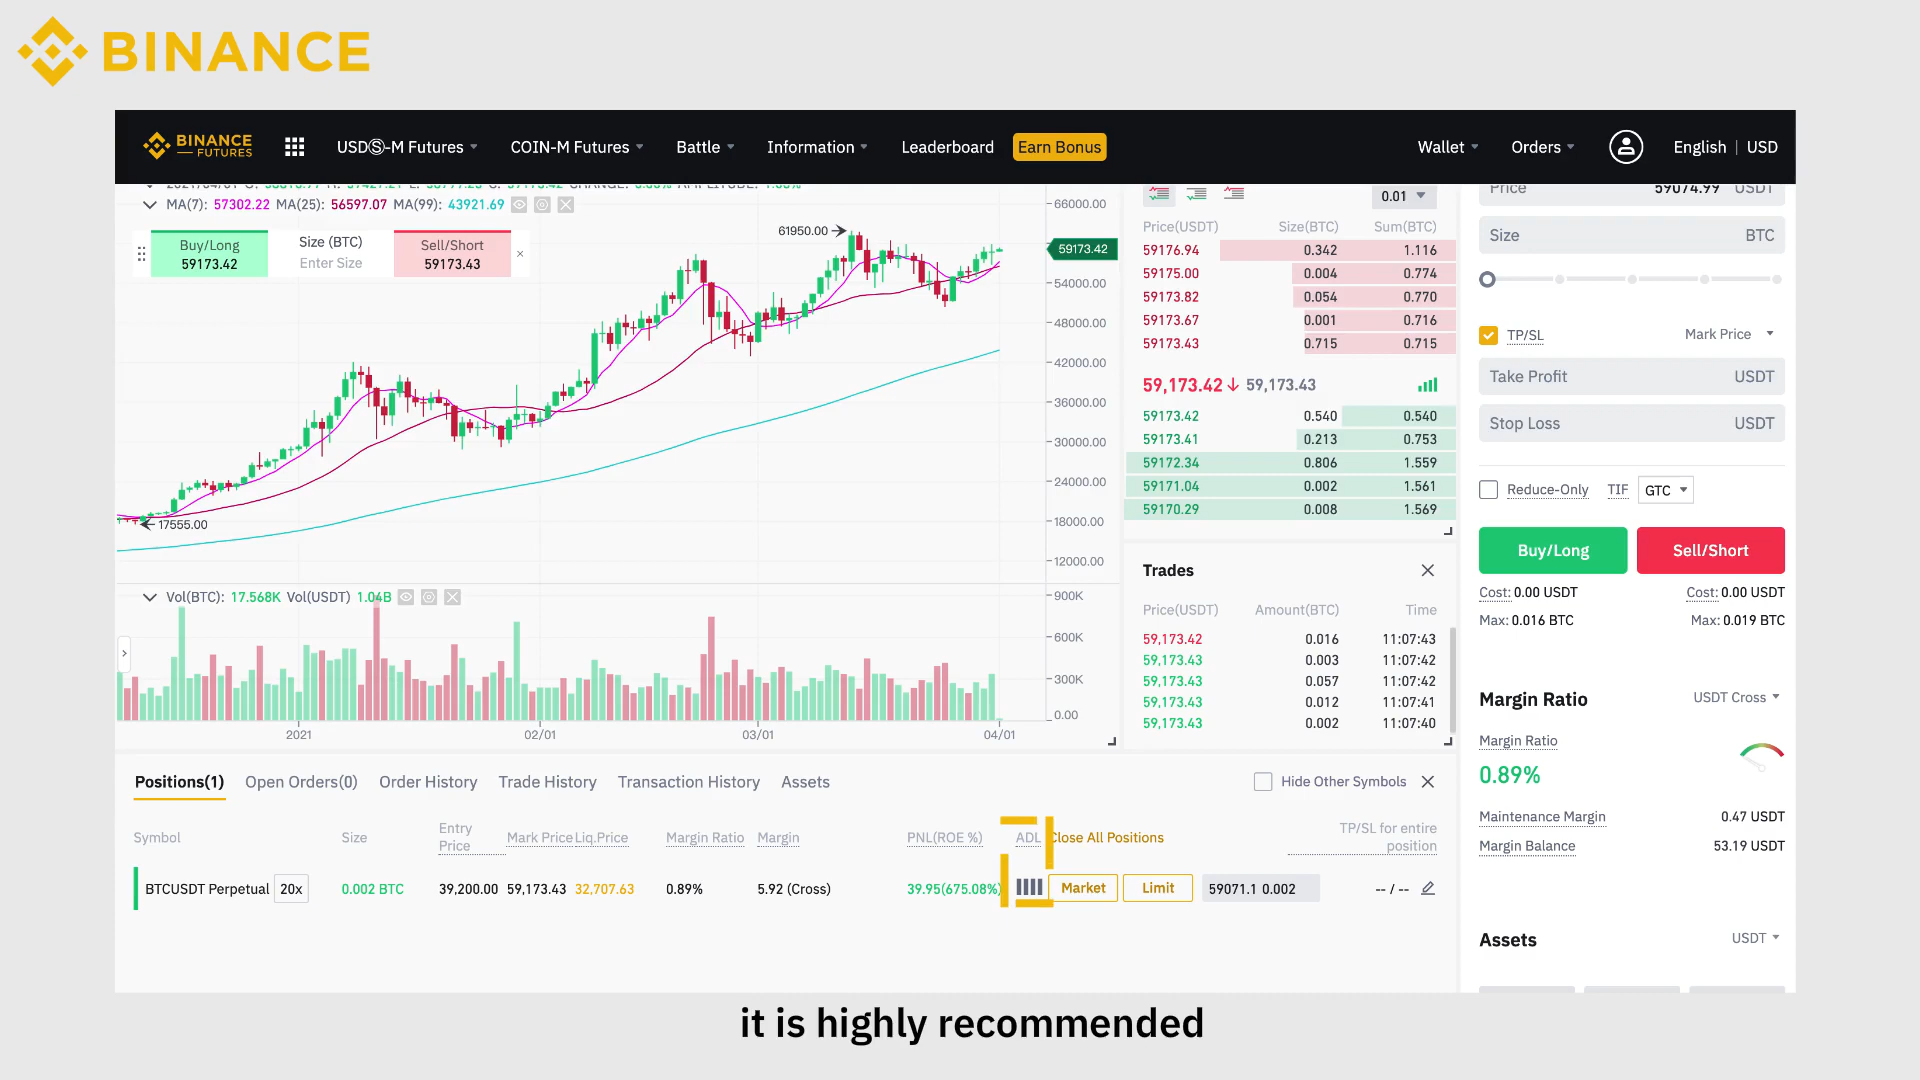 BINANCE
BINANCE
FUTURES
USDⓈ-M Futures COIN-M Futures Battle Information Leaderboard Earn Bonus
Wallet Orders English | USD
MA(7): 57302.22 MA(25): 56597.07 MA(99): 43921.69
Buy/Long
59173.42
Size (BTC)
Enter Size
Sell/Short
59173.43
×
61950.00
17555.00
66000.00
59173.42
54000.00
48000.00
42000.00
36000.00
30000.00
24000.00
18000.00
12000.00
Vol(BTC): 17.568K Vol(USDT) 1.04B
900K
600K
300K
0.00
2021 02/01 03/01 04/01
0.01
Price(USDT) Size(BTC) Sum(BTC)
59176.94 0.342 1.116
59175.00 0.004 0.774
59173.82 0.054 0.770
59173.67 0.001 0.716
59173.43 0.715 0.715
59,173.42 59,173.43
59173.42 0.540 0.540
59173.41 0.213 0.753
59172.34 0.806 1.559
59171.04 0.002 1.561
59170.29 0.008 1.569
Trades
Price(USDT) Amount(BTC) Time
59,173.42 0.016 11:07:43
59,173.43 0.003 11:07:42
59,173.43 0.057 11:07:42
59,173.43 0.012 11:07:41
59,173.43 0.002 11:07:40
Price 59074.99 USDT
Size BTC
TP/SL Mark Price
Take Profit USDT
Stop Loss USDT
Reduce-Only TIF GTC
Buy/Long Sell/Short
Cost: 0.00 USDT Cost: 0.00 USDT
Max: 0.016 BTC Max: 0.019 BTC
Margin Ratio USDT Cross
Margin Ratio
0.89%
Maintenance Margin 0.47 USDT
Margin Balance 53.19 USDT
Assets USDT
Positions(1) Open Orders(0) Order History Trade History Transaction History Assets Hide Other Symbols
Symbol Size Entry Price Mark Price Liq.Price Margin Ratio Margin PNL(ROE %) ADL Close All Positions TP/SL for entire position
BTCUSDT Perpetual 20x 0.002 BTC 39,200.00 59,173.43 32,707.63 0.89% 5.92 (Cross) 39.95(675.08%) Market Limit 59071.1 0.002 -- / --
it is highly recommended